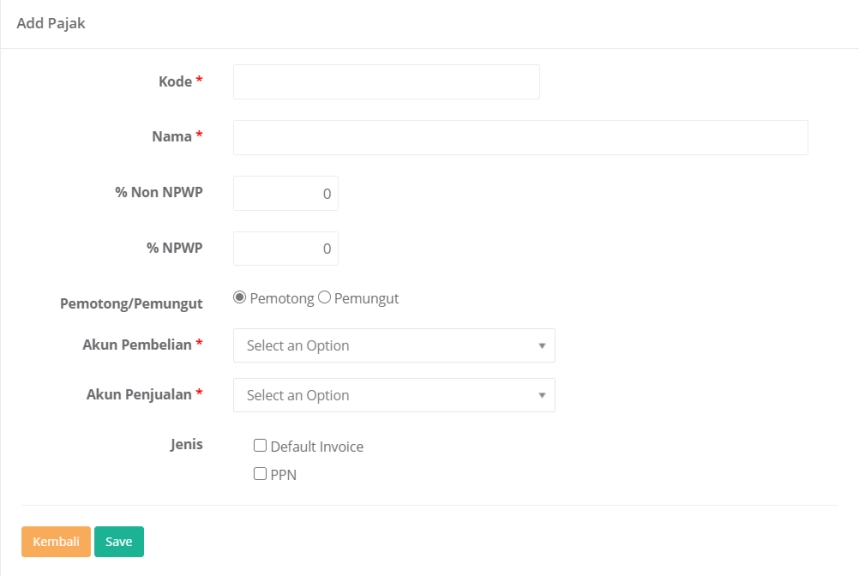 Add Pajak
Kode *
Nama *
% Non NPWP 0
% NPWP 0
Pemotong/Pemungut Pemotong Pemungut
Akun Pembelian * Select an Option
Akun Penjualan * Select an Option
Jenis Default Invoice
PPN
Kembali Save